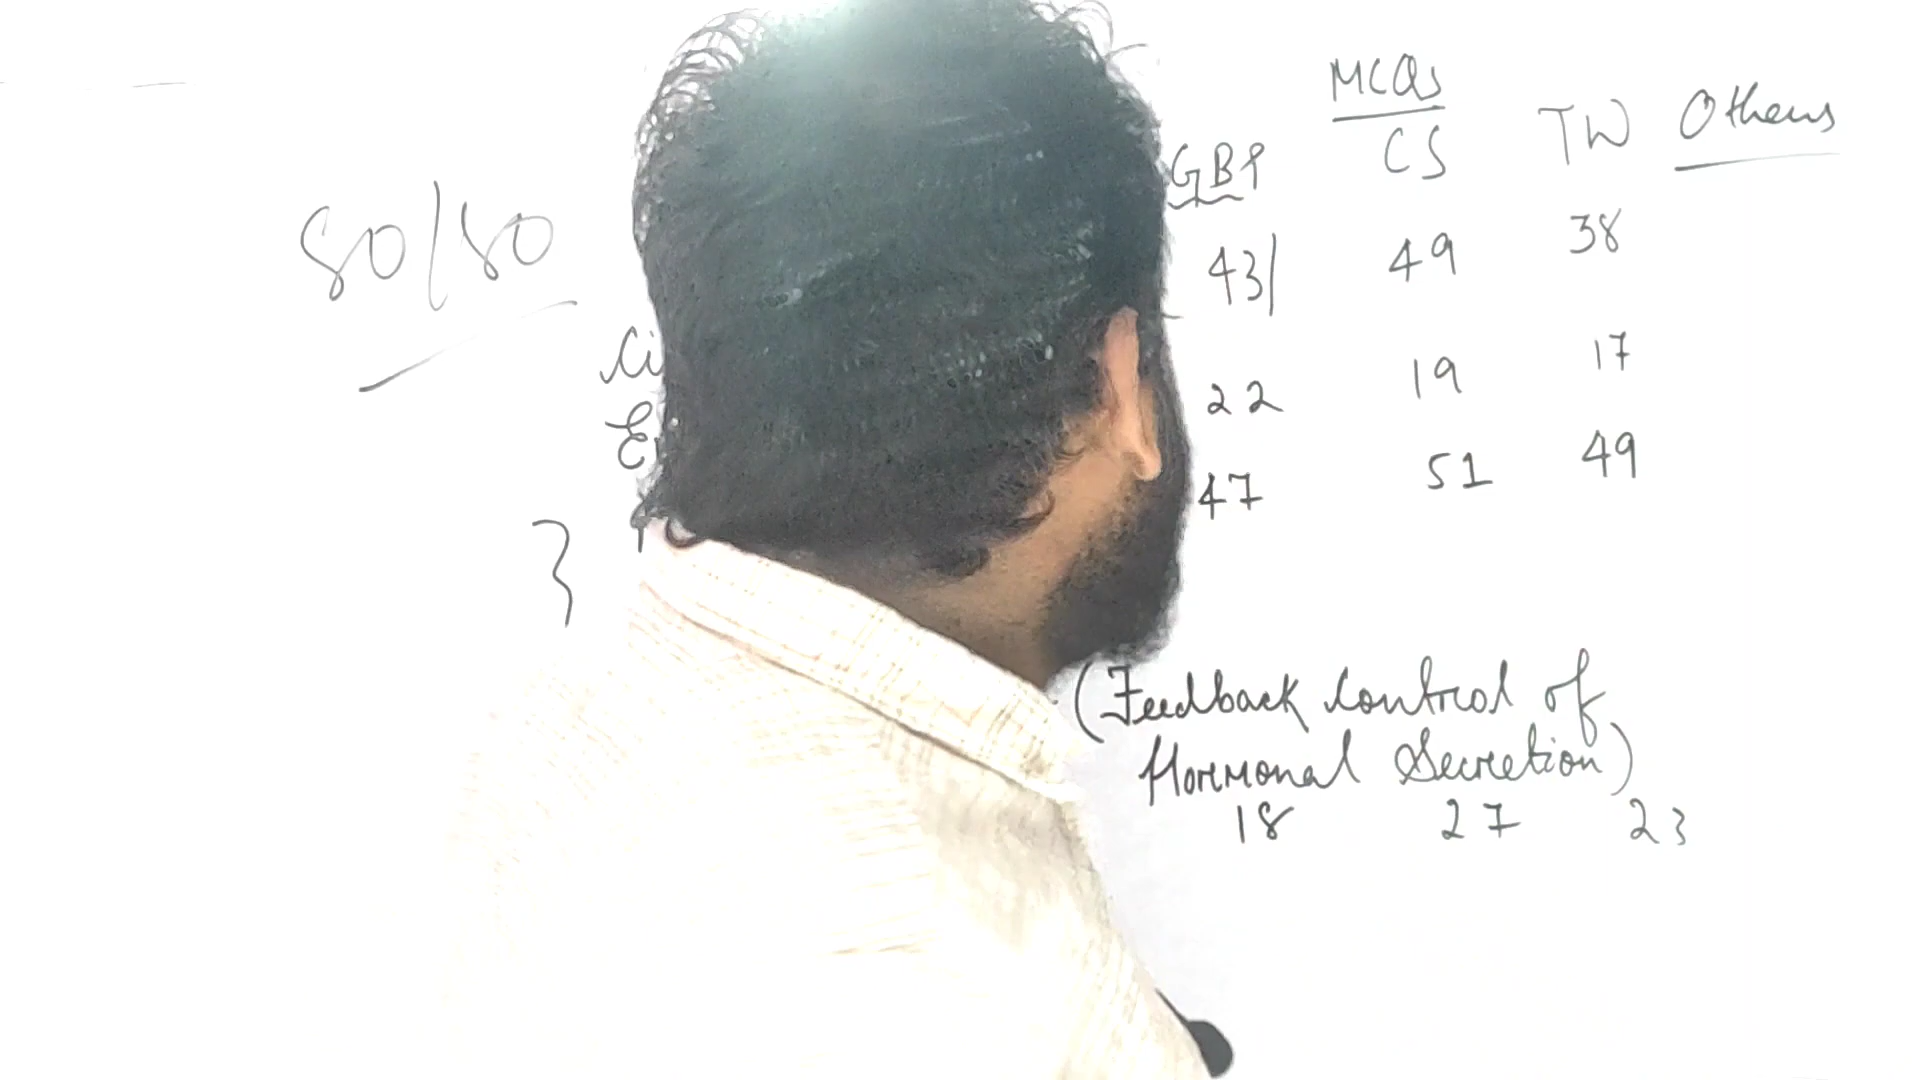 MCQs
GBP CS TW Others
80/80
43/ 49 38
22 19 17
47 51 49
(Feedback Control of
Hormonal Secretion)
18 27 23